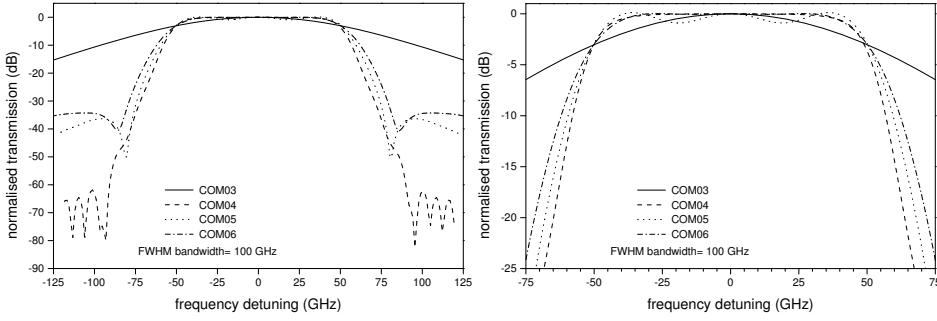 normalised transmission (dB)
0
-10
-20
-30
-40
-50
-60
-70
-80
-90
COM03
COM04
COM05
COM06
FWHM bandwidth= 100 GHz
-125 -100 -75 -50 -25 0 25 50 75 100 125
frequency detuning (GHz)
normalised transmission (dB)
0
-5
-10
-15
-20
-25
COM03
COM04
COM05
COM06
FWHM bandwidth= 100 GHz
-75 -50 -25 0 25 50 75
frequency detuning (GHz)